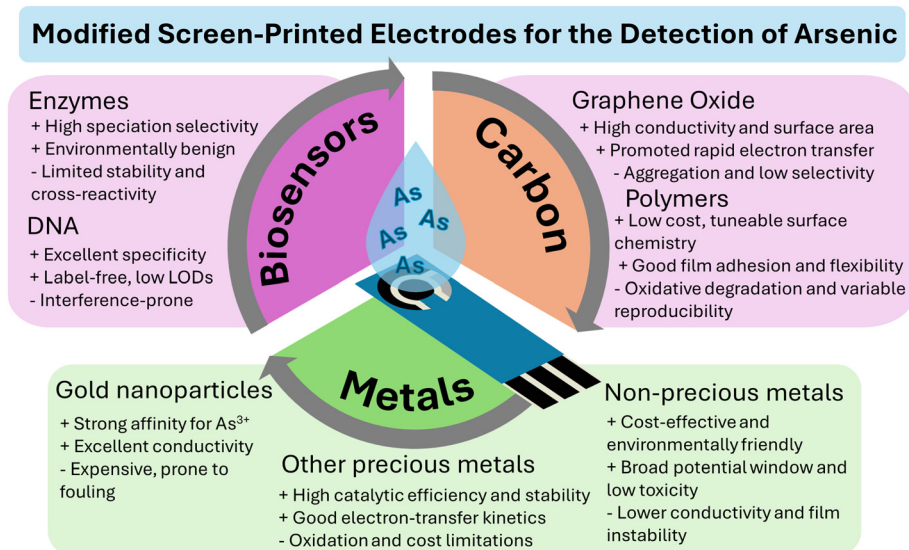 Modified Screen-Printed Electrodes for the Detection of Arsenic
Enzymes
+ High speciation selectivity
+ Environmentally benign
- Limited stability and
cross-reactivity
DNA
+ Excellent specificity
+ Label-free, low LODs
- Interference-prone
Biosensors
Carbon
As
As
As
As
Graphene Oxide
+ High conductivity and surface area
+ Promoted rapid electron transfer
- Aggregation and low selectivity
Polymers
+ Low cost, tuneable surface
chemistry
+ Good film adhesion and flexibility
- Oxidative degradation and variable
reproducibility
Metals
Gold nanoparticles
+ Strong affinity for As³⁺
+ Excellent conductivity
- Expensive, prone to
fouling
Other precious metals
+ High catalytic efficiency and stability
+ Good electron-transfer kinetics
- Oxidation and cost limitations
Non-precious metals
+ Cost-effective and
environmentally friendly
+ Broad potential window and
low toxicity
- Lower conductivity and film
instability